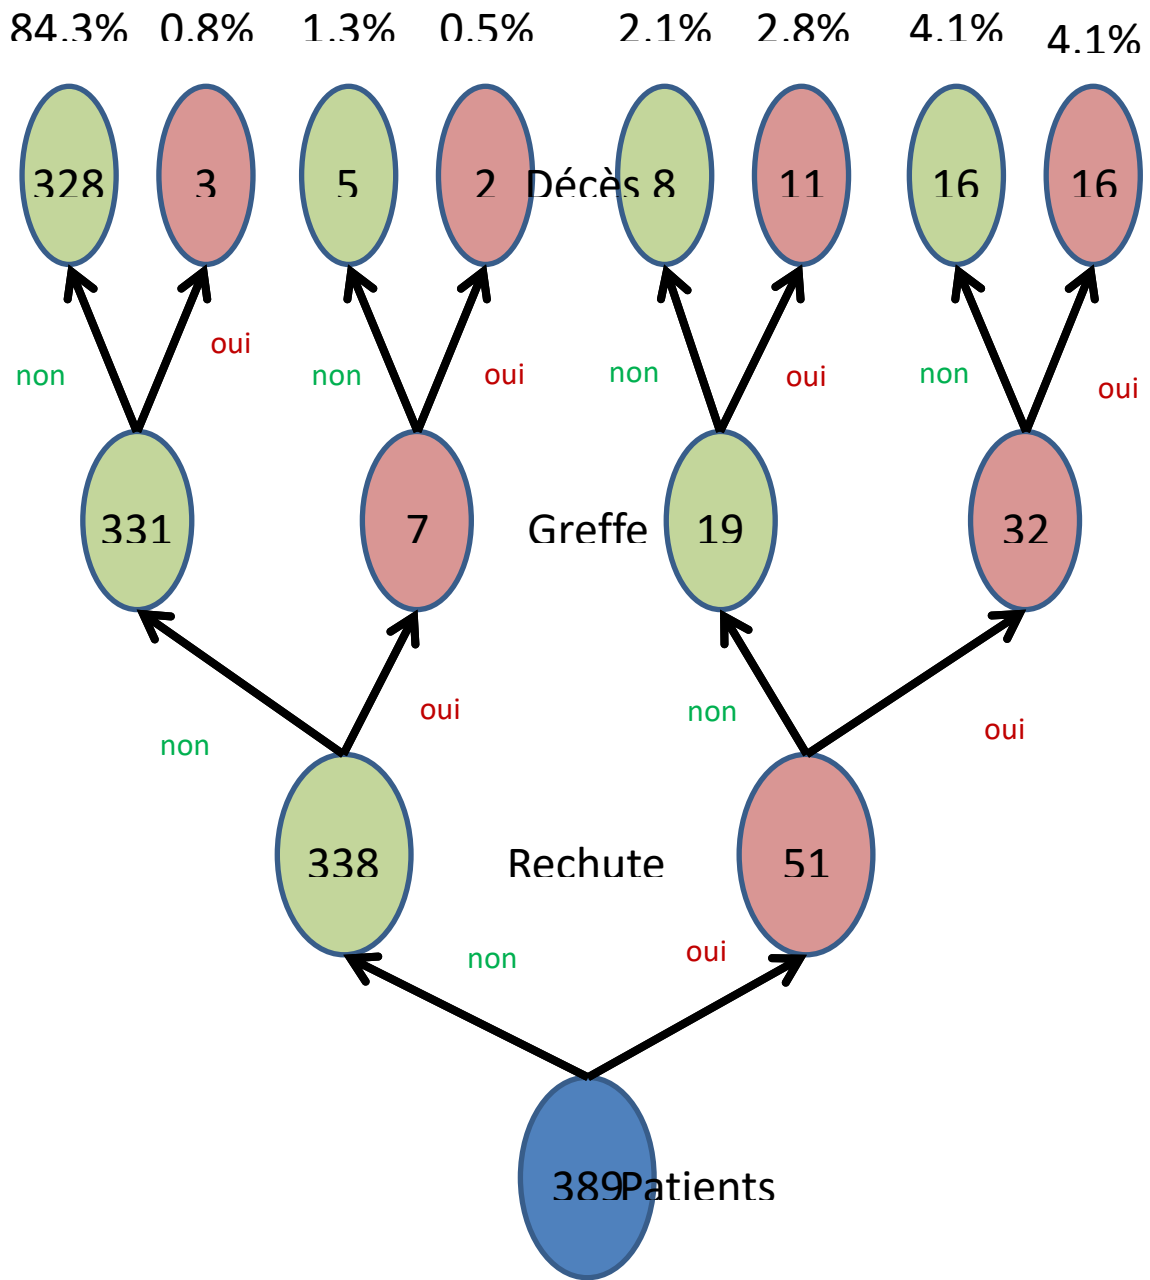 84.3% 0.8% 1.3% 0.5% 2.1% 2.8% 4.1% 4.1%
328 3 5 2 Décès 8 11 16 16
oui
non non oui non oui non oui
331 7 Greffe 19 32
oui non oui
non
338 Rechute 51
non oui
389 Patients